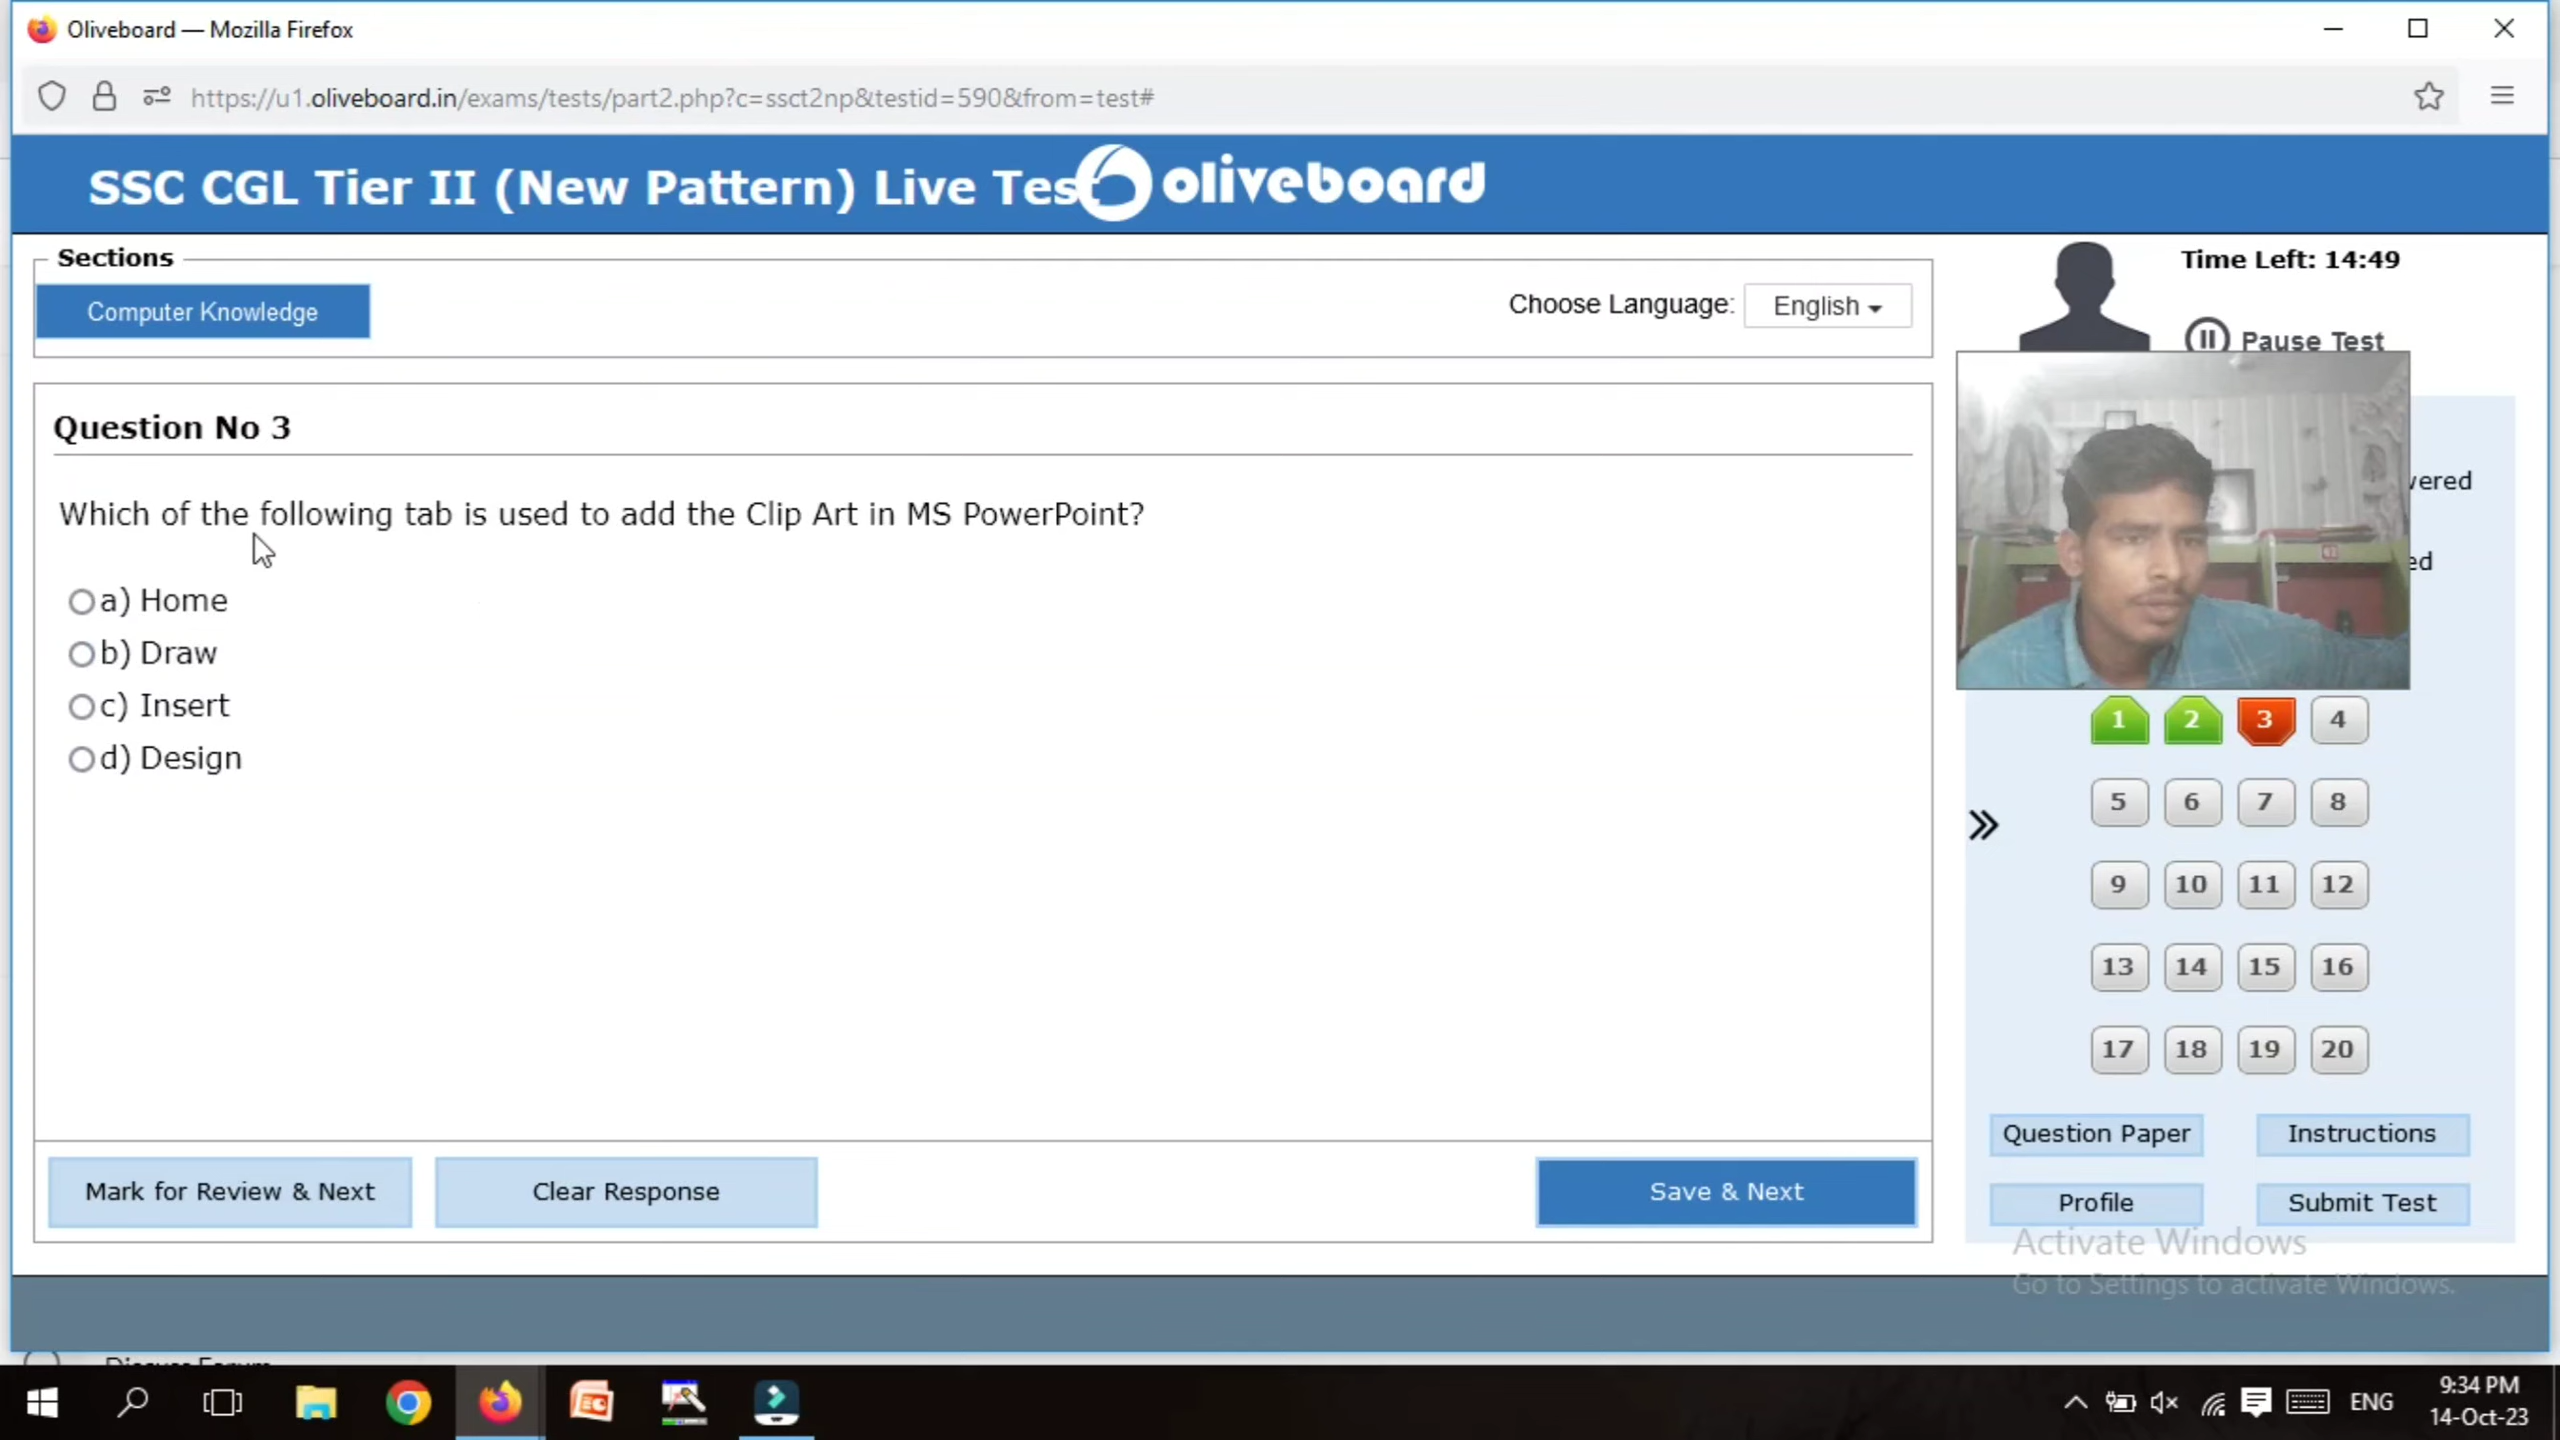 Oliveboard — Mozilla Firefox
https://u1.oliveboard.in/exams/tests/part2.php?c=ssct2np&testid=590&from=test#
SSC CGL Tier II (New Pattern) Live Tes
oliveboard
Sections
Computer Knowledge
Choose Language:
English
Time Left: 14:49
Pause Test
Question No 3
Which of the following tab is used to add the Clip Art in MS PowerPoint?
a) Home
b) Draw
c) Insert
d) Design
1 2 3 4
5 6 7 8
9 10 11 12
13 14 15 16
17 18 19 20
Question Paper
Instructions
Profile
Submit Test
Mark for Review & Next
Clear Response
Save & Next
Activate Windows
Go to Settings to activate Windows.
ENG
9:34 PM
14-Oct-23